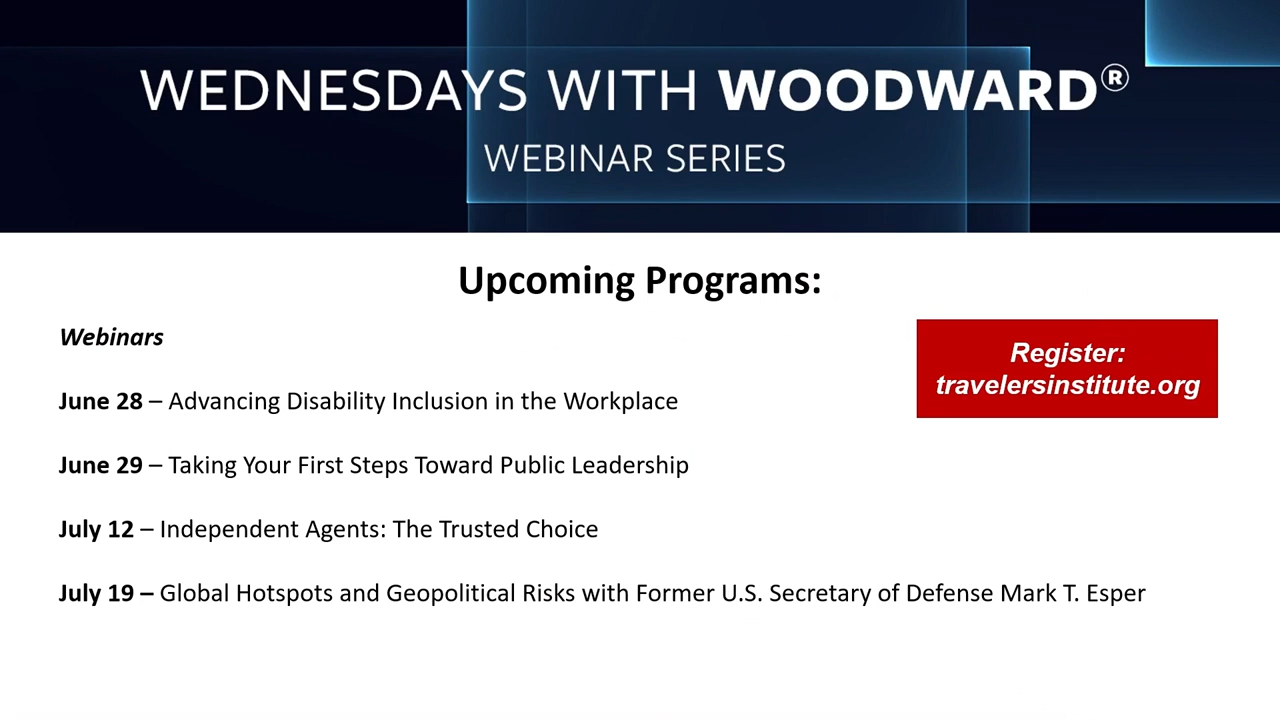 WEDNESDAYS WITH WOODWARD®
WEBINAR SERIES
Upcoming Programs:
Webinars
Register:
travelersinstitute.org
June 28 – Advancing Disability Inclusion in the Workplace
June 29 – Taking Your First Steps Toward Public Leadership
July 12 – Independent Agents: The Trusted Choice
July 19 – Global Hotspots and Geopolitical Risks with Former U.S. Secretary of Defense Mark T. Esper